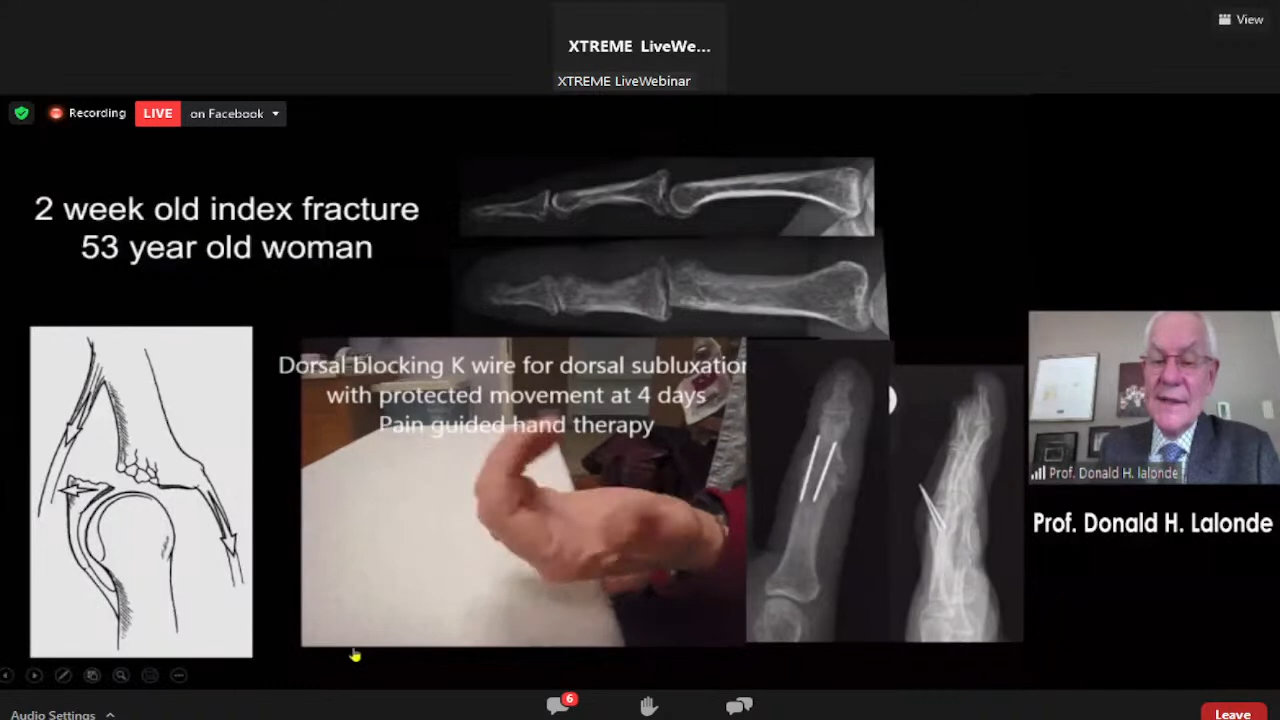 XTREME LiveWe...
View
XTREME LiveWebinar
Recording
LIVE
on Facebook
2 week old index fracture
53 year old woman
Dorsal blocking K wire for dorsal subluxation
with protected movement at 4 days
Pain guided hand therapy
Prof. Donald H. lalonde
Prof. Donald H. Lalonde
6
Audio Settings
Leave